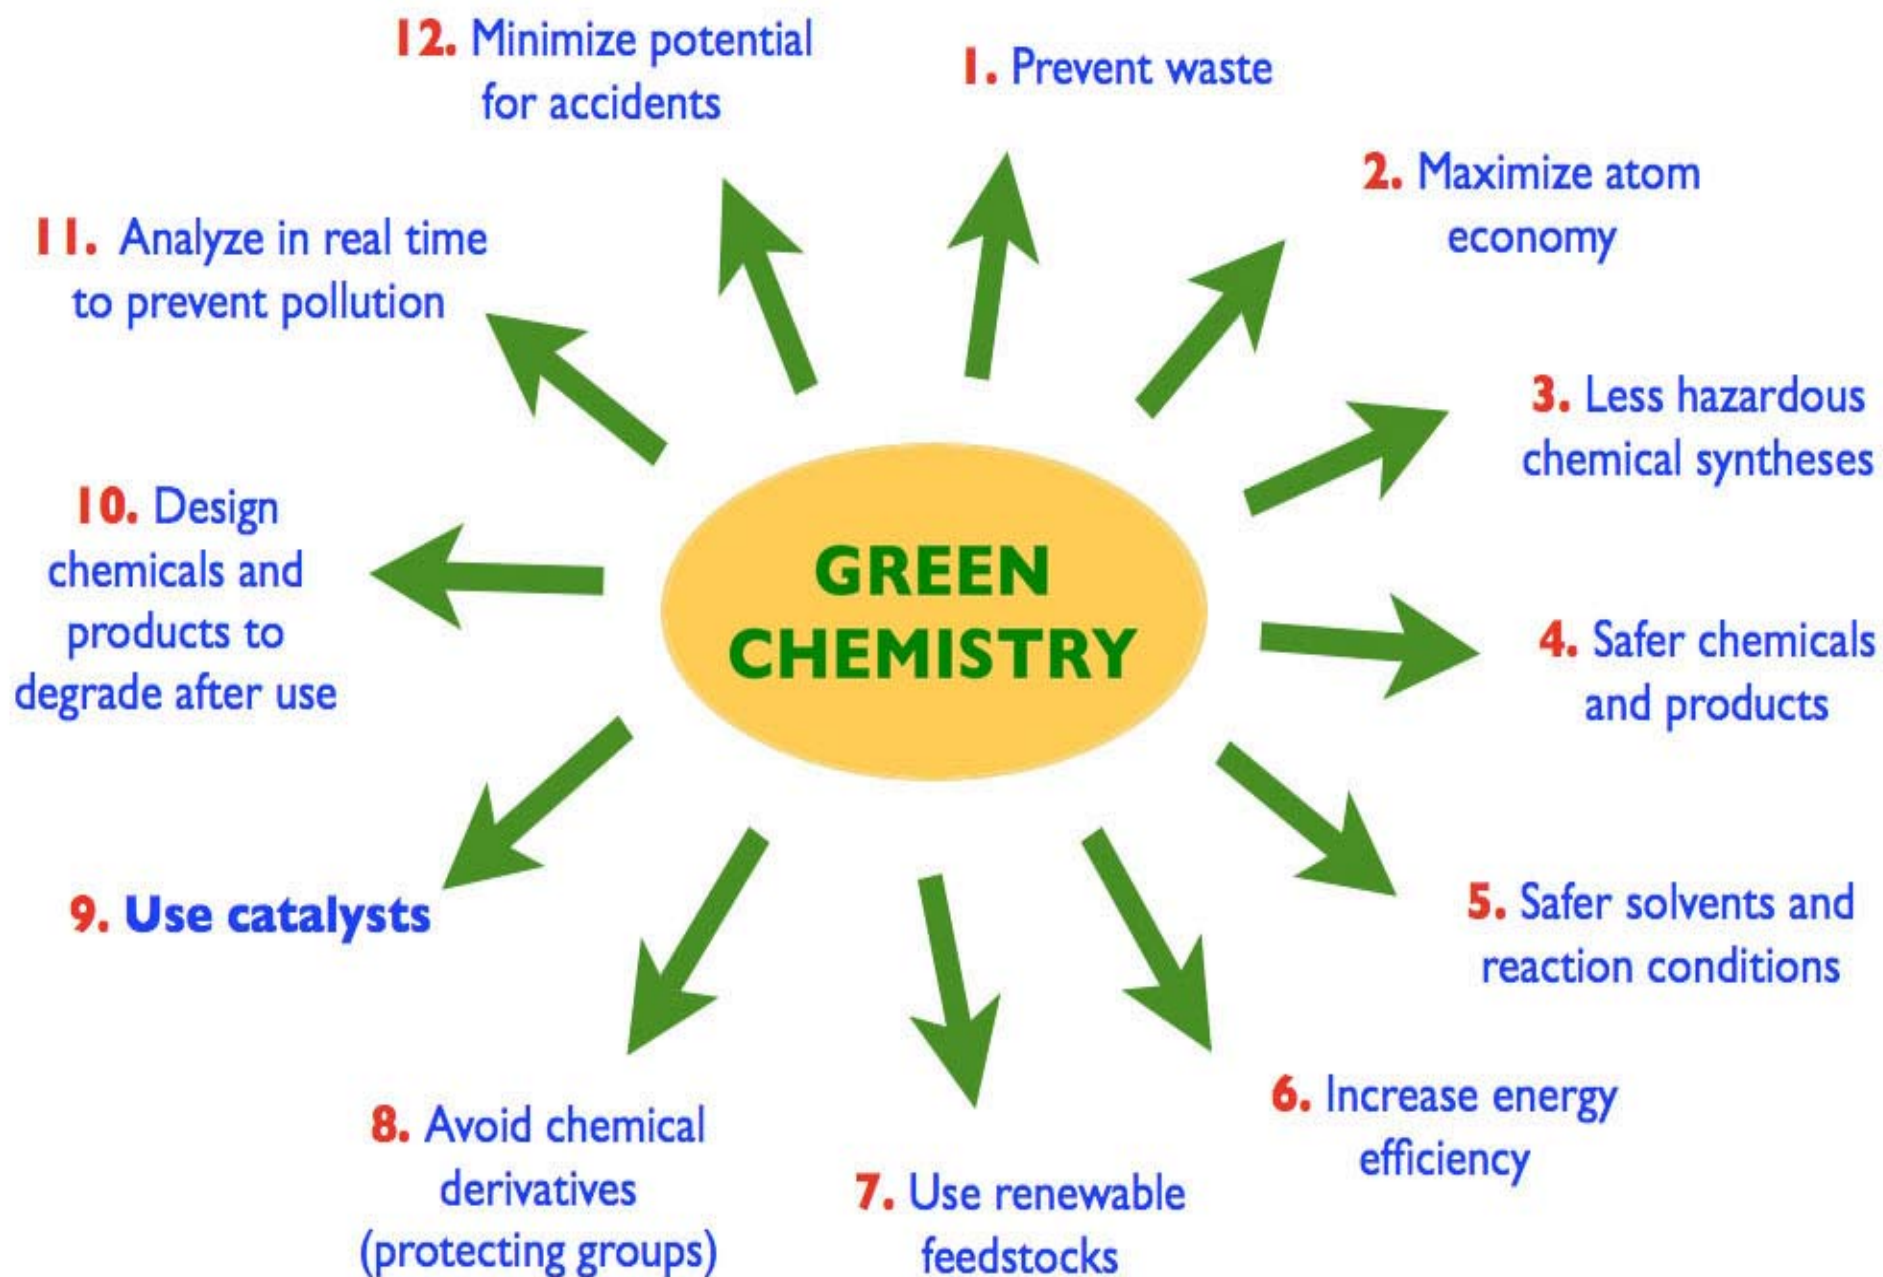 GREEN
CHEMISTRY
1. Prevent waste
2. Maximize atom
economy
3. Less hazardous
chemical syntheses
4. Safer chemicals
and products
5. Safer solvents and
reaction conditions
6. Increase energy
efficiency
7. Use renewable
feedstocks
8. Avoid chemical
derivatives
(protecting groups)
9. Use catalysts
10. Design
chemicals and
products to
degrade after use
11. Analyze in real time
to prevent pollution
12. Minimize potential
for accidents